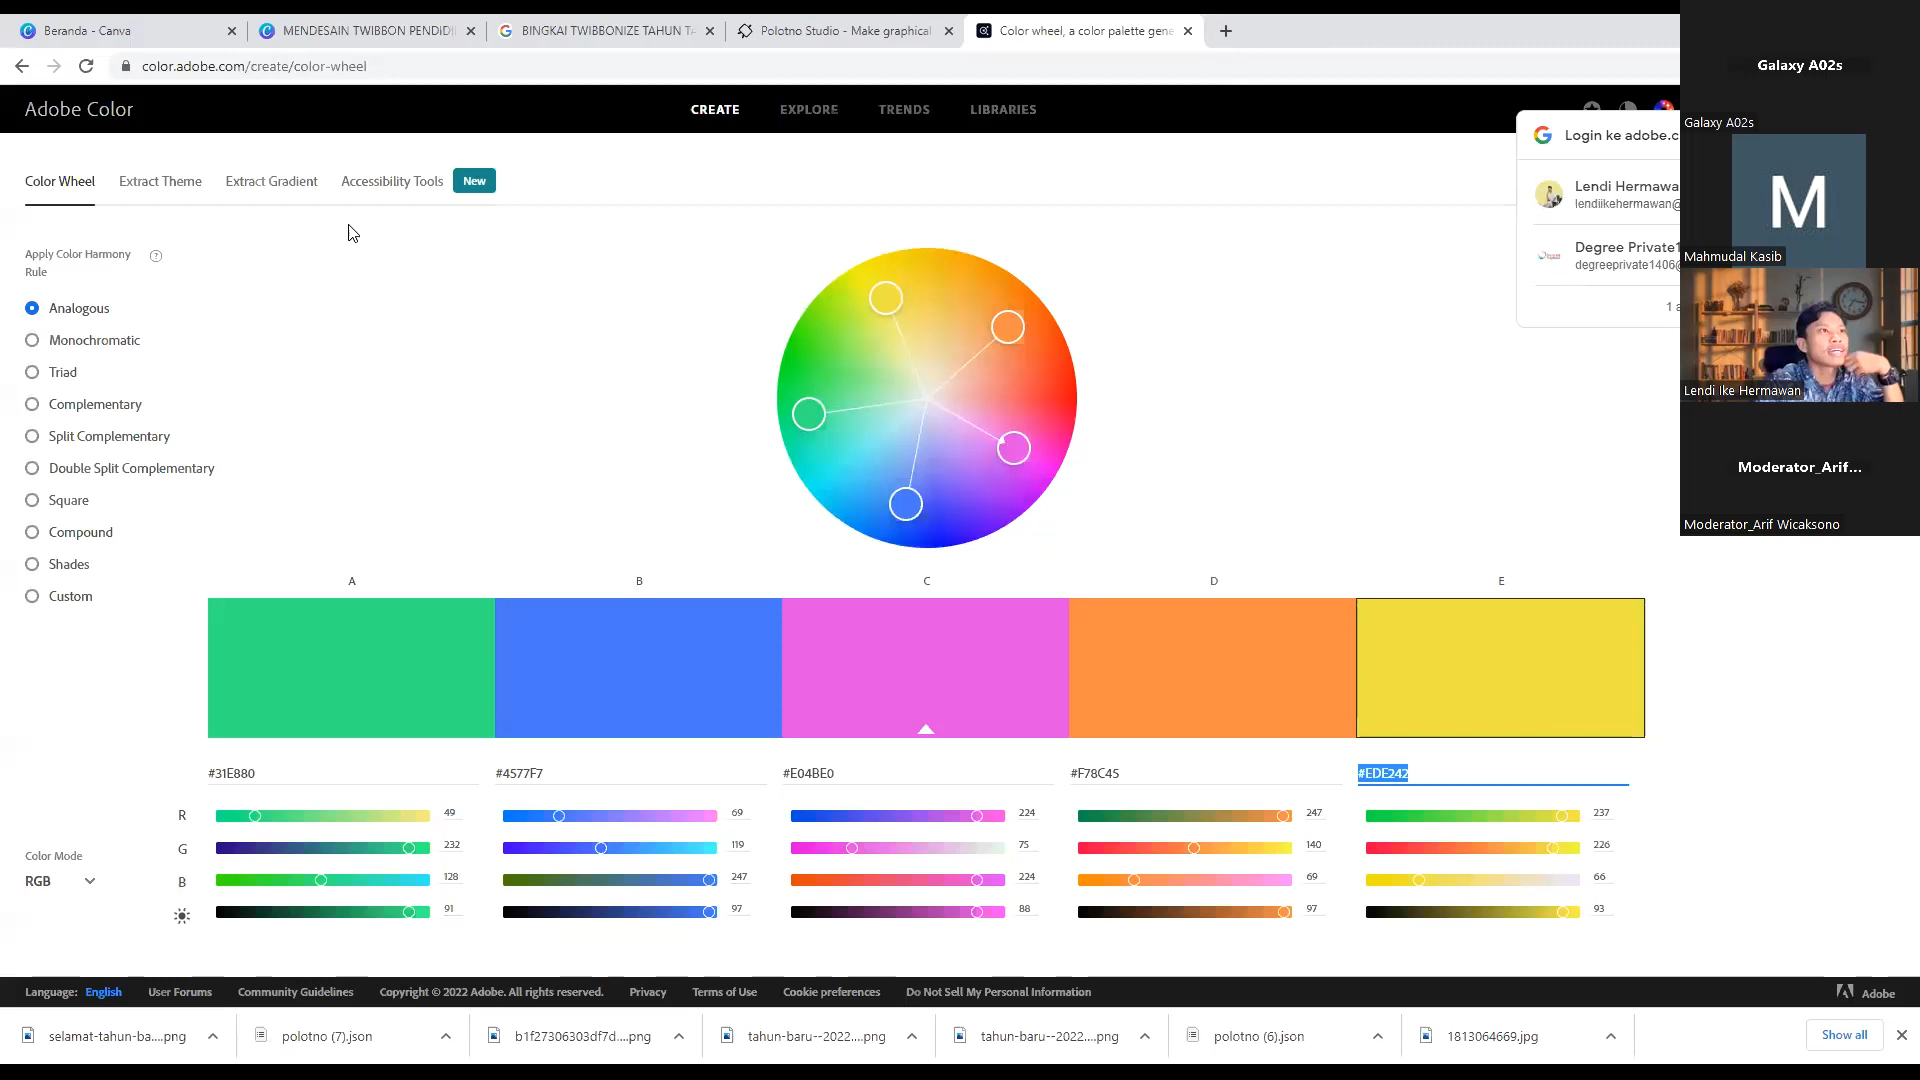 Beranda - Canva
MENDESAIN TWIBBON PENDIDI
BINGKAI TWIBBONIZE TAHUN TA
Polotno Studio - Make graphical
Color wheel, a color palette gene
color.adobe.com/create/color-wheel
Adobe Color
CREATE
EXPLORE
TRENDS
LIBRARIES
Login ke adobe.c
Lendi Hermawa
lendiikehermawan@
Degree Private1
degreeprivate1406@
1 a
Color Wheel
Extract Theme
Extract Gradient
Accessibility Tools
New
Apply Color Harmony
Rule
?
Analogous
Monochromatic
Triad
Complementary
Split Complementary
Double Split Complementary
Square
Compound
Shades
Custom
A
B
C
D
E
#31E880
#4577F7
#E04BE0
#F78C45
#EDE242
R
49
69
224
247
237
G
232
119
75
140
226
B
128
247
224
69
66
91
97
88
97
93
Color Mode
RGB
Language: English
User Forums
Community Guidelines
Copyright © 2022 Adobe. All rights reserved.
Privacy
Terms of Use
Cookie preferences
Do Not Sell My Personal Information
Adobe
selamat-tahun-ba....png
polotno (7).json
b1f27306303df7d....png
tahun-baru--2022....png
tahun-baru--2022....png
polotno (6).json
1813064669.jpg
Show all
Galaxy A02s
Galaxy A02s
M
Mahmudal Kasib
Lendi Ike Hermawan
Moderator_Arif...
Moderator_Arif Wicaksono